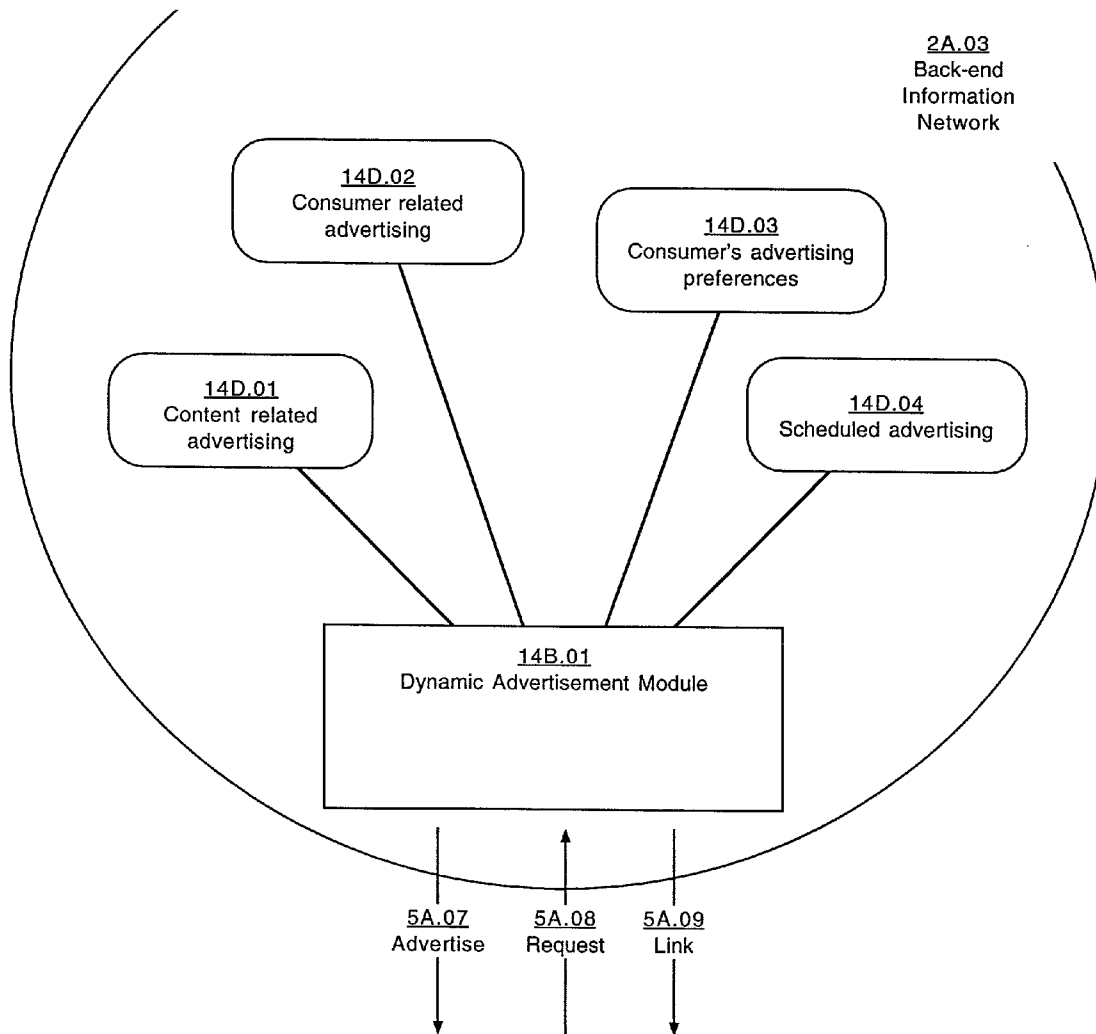 2A.03
Back-end
Information
Network
14D.02
Consumer related
advertising
14D.03
Consumer's advertising
preferences
14D.01
Content related
advertising
14D.04
Scheduled advertising
14B.01
Dynamic Advertisement Module
5A.07
Advertise
5A.08
Request
5A.09
Link